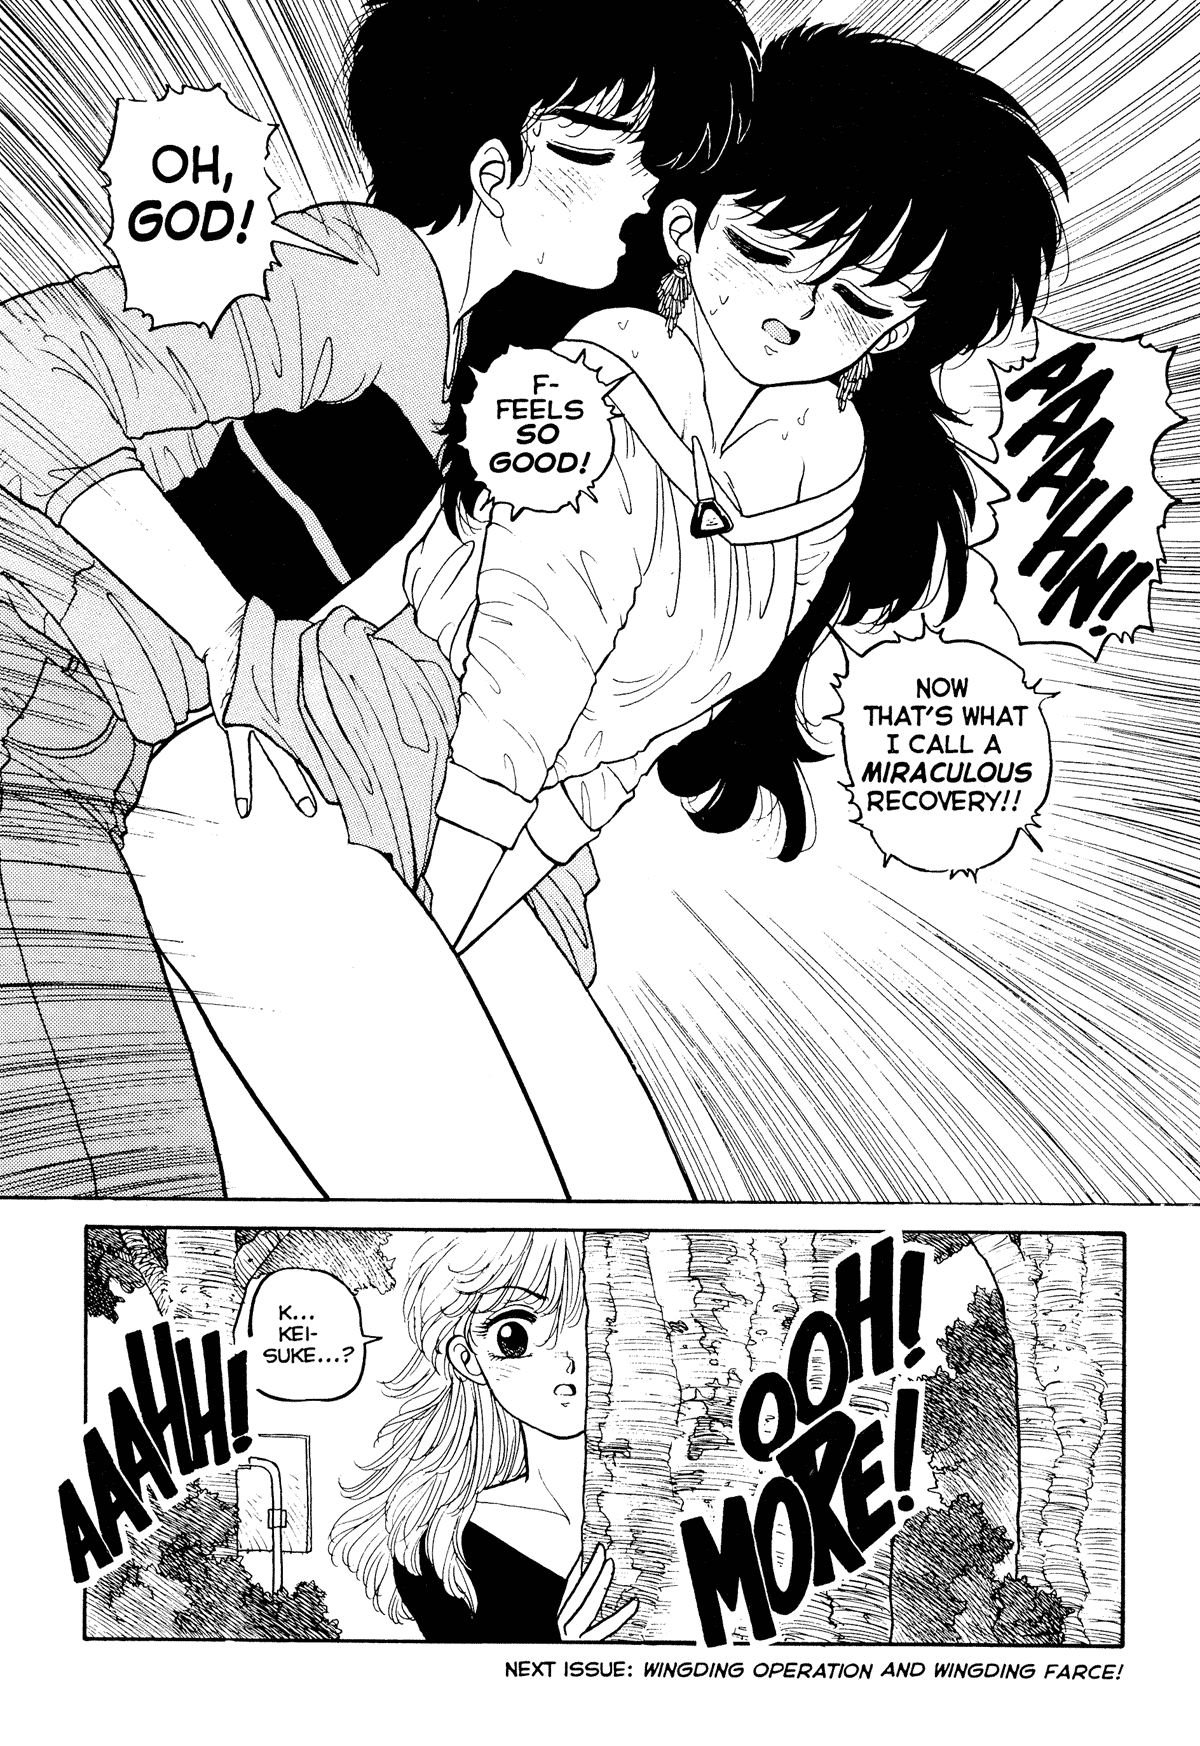 OH,
GOD!
F-
FEELS
SO
GOOD!
AAAAHN!
NOW
THAT'S WHAT
I CALL A
MIRACULOUS
RECOVERY!!
AAAHH!
K...
KEI-
SUKE...?
OOH!
MORE!
NEXT ISSUE: WINGDING OPERATION AND WINGDING FARCE!